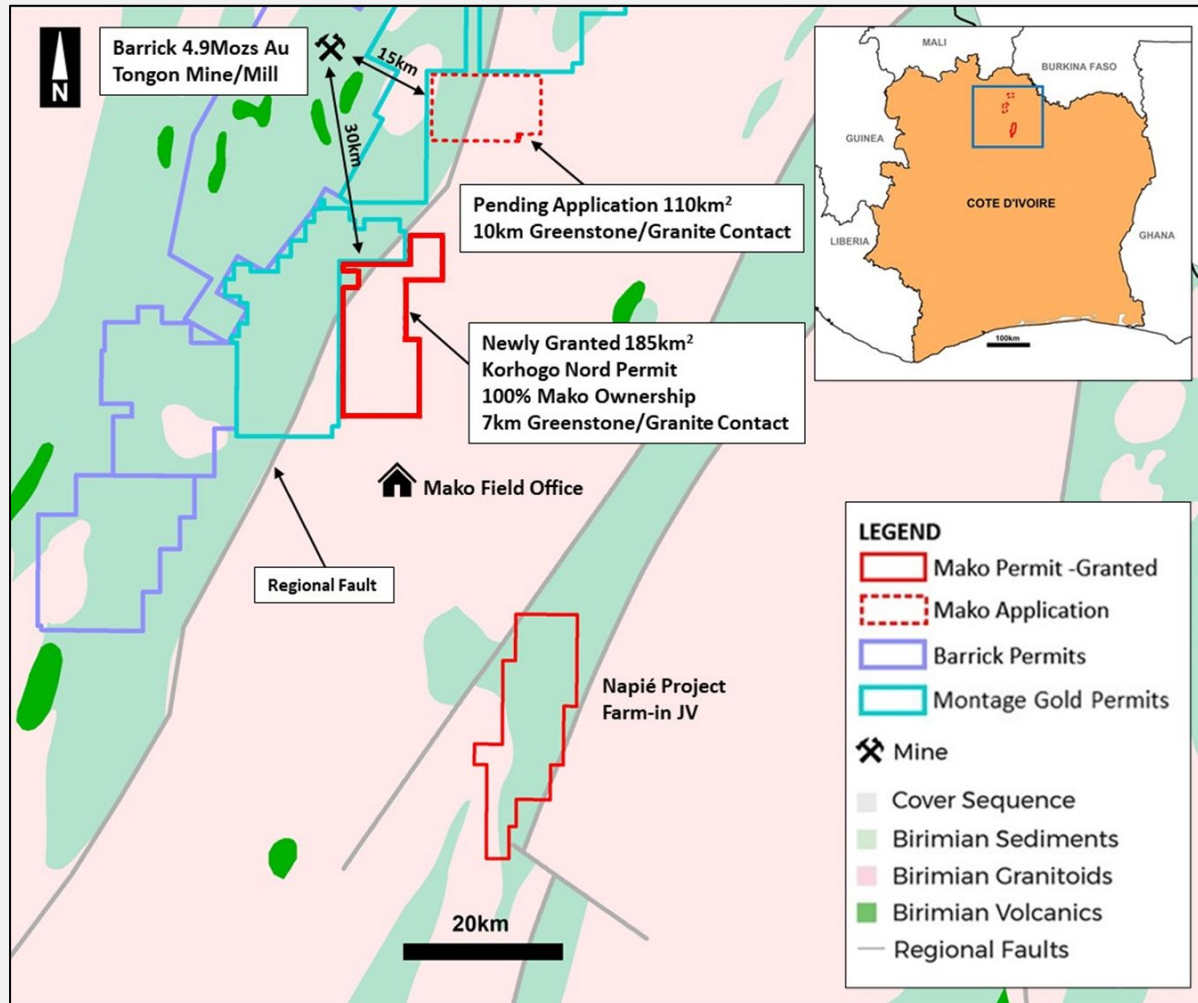 N
Barrick 4.9Mozs Au
Tongon Mine/Mill
15km
30km
Pending Application 110km²
10km Greenstone/Granite Contact
Newly Granted 185km²
Korhogo Nord Permit
100% Mako Ownership
7km Greenstone/Granite Contact
Mako Field Office
Regional Fault
Napié Project
Farm-in JV
20km
MALI
BURKINA FASO
GUINEA
COTE D'IVOIRE
LIBERIA
GHANA
100km
LEGEND
Mako Permit -Granted
Mako Application
Barrick Permits
Montage Gold Permits
Mine
Cover Sequence
Birimian Sediments
Birimian Granitoids
Birimian Volcanics
Regional Faults